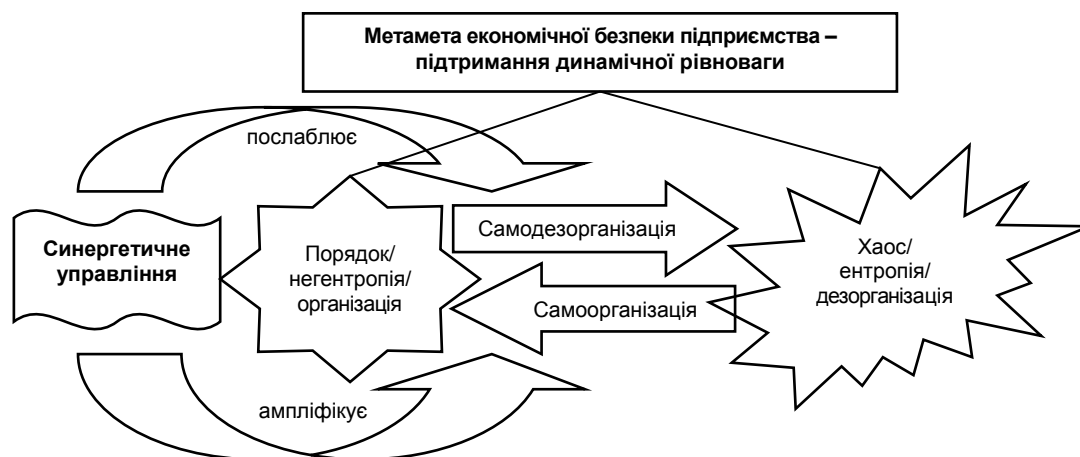 Метамета економічної безпеки підприємства –
підтримання динамічної рівноваги
послаблює
Синергетичне
управління
Порядок/
негентропія/
організація
Самодезорганізація
Самоорганізація
Хаос/
ентропія/
дезорганізація
ампліфікує